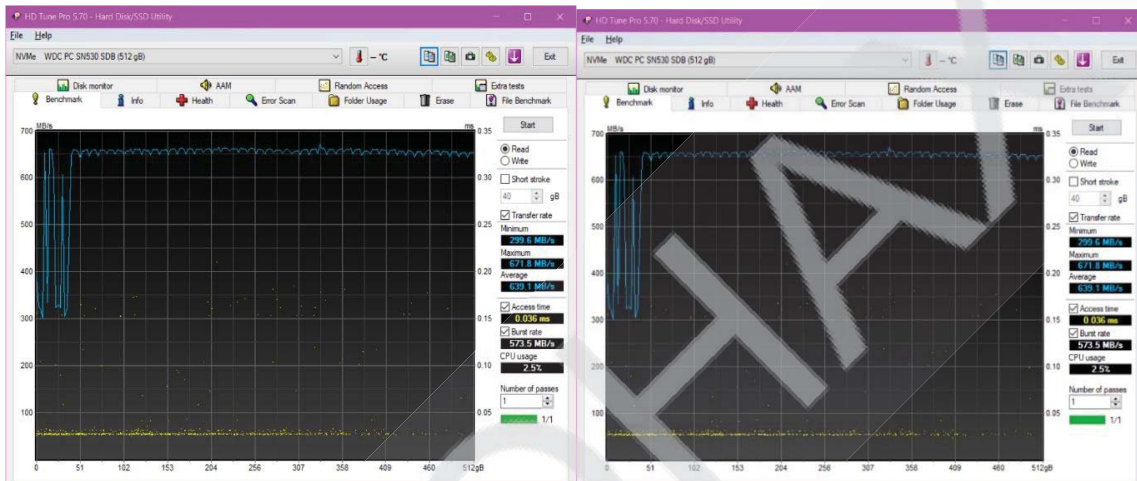 HD Tune Pro 5.70 - Hard Disk/SSD Utility
File Help
NVMe WDC PC SN530 SDB (512 gB)
– °C
Exit
Disk monitor AAM Random Access Extra tests
Benchmark Info Health Error Scan Folder Usage Erase File Benchmark
MB/s
ms
700
600
500
400
300
200
100
0.35
0.30
0.25
0.20
0.15
0.10
0.05
0 51 102 153 204 256 307 358 409 460 512gB
Start
Read
Write
Short stroke
40 gB
Transfer rate
Minimum
299.6 MB/s
Maximum
671.8 MB/s
Average
639.1 MB/s
Access time
0.036 ms
Burst rate
573.5 MB/s
CPU usage
2.5%
Number of passes
1
1/1
HD Tune Pro 5.70 - Hard Disk/SSD Utility
File Help
NVMe WDC PC SN530 SDB (512 gB)
– °C
Exit
Disk monitor AAM Random Access Extra tests
Benchmark Info Health Error Scan Folder Usage Erase File Benchmark
MB/s
ms
700
600
500
400
300
200
100
0.35
0.30
0.25
0.20
0.15
0.10
0.05
0 51 102 153 204 256 307 358 409 460 512gB
Start
Read
Write
Short stroke
40 gB
Transfer rate
Minimum
299.6 MB/s
Maximum
671.8 MB/s
Average
639.1 MB/s
Access time
0.036 ms
Burst rate
573.5 MB/s
CPU usage
2.5%
Number of passes
1
1/1